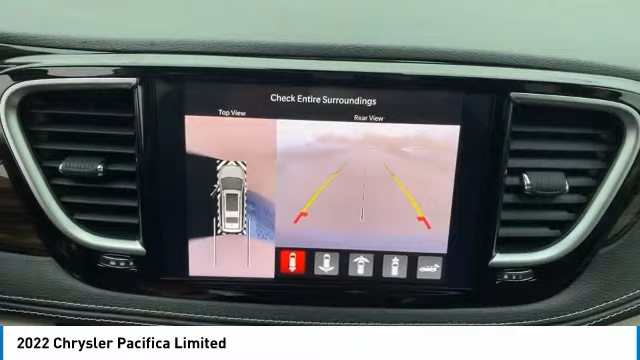 Check Entire Surroundings
Top View
Rear View
2022 Chrysler Pacifica Limited